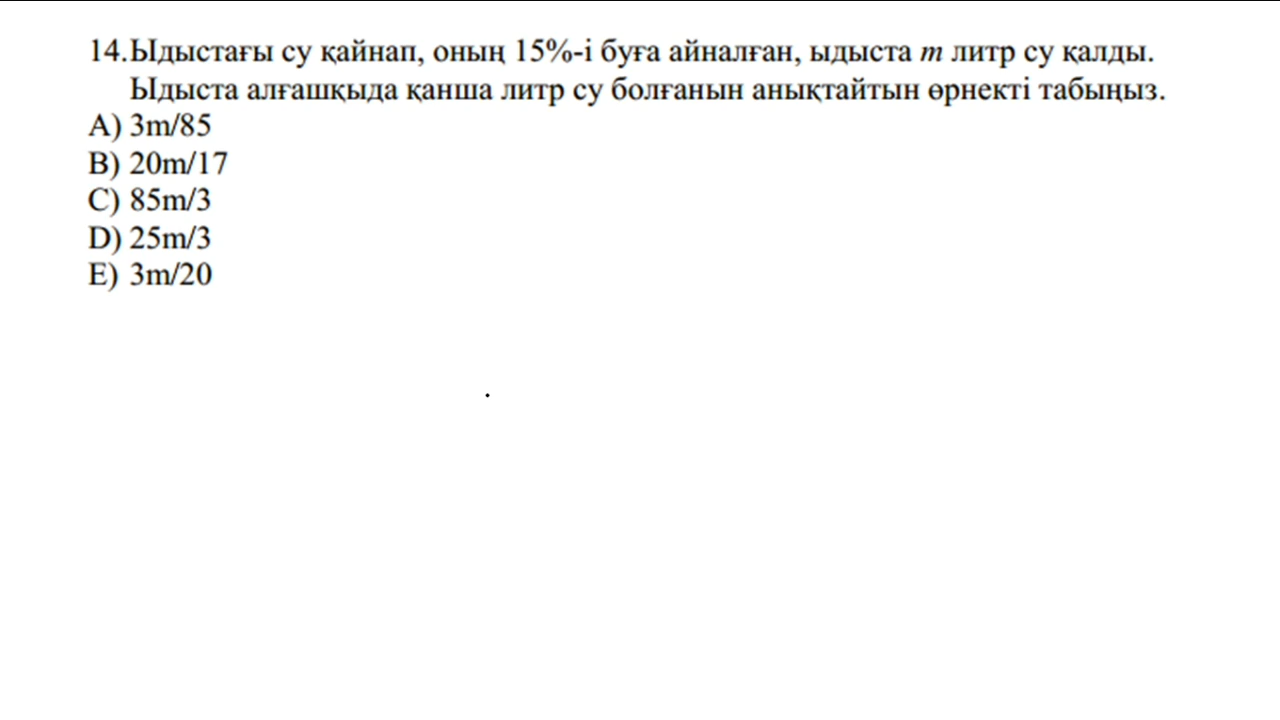 14.Ыдыстағы су қайнап, оның 15%-і буға айналған, ыдыста m литр су қалды.
Ыдыста алғашқыда қанша литр су болғанын анықтайтын өрнекті табыңыз.
A) 3m/85
B) 20m/17
C) 85m/3
D) 25m/3
E) 3m/20